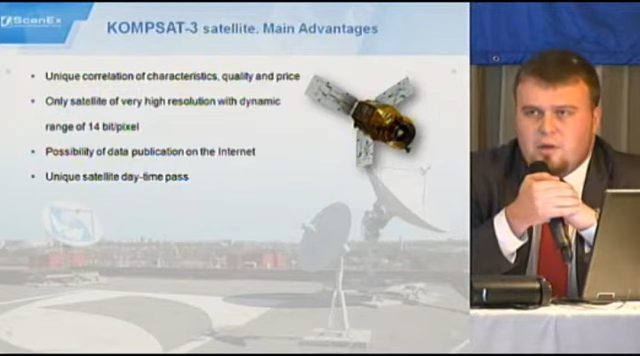 ScanEx
KOMPSAT-3 satellite. Main Advantages
Unique correlation of characteristics, quality and price
Only satellite of very high resolution with dynamic
range of 14 bit/pixel
Possibility of data publication on the Internet
Unique satellite day-time pass